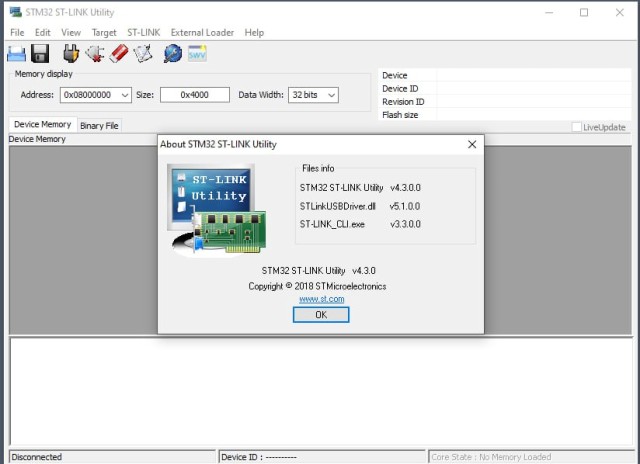 STM32 ST-LINK Utility
File Edit View Target ST-LINK External Loader Help
SWV
Memory display
Address: 0x08000000 Size: 0x4000 Data Width: 32 bits
Device
Device ID
Revision ID
Flash size
LiveUpdate
Device Memory Binary File
Device Memory
About STM32 ST-LINK Utility
ST-LINK
Utility
Files info
STM32 ST-LINK Utility v4.3.0.0
STLinkUSBDriver.dll v5.1.0.0
ST-LINK_CLI.exe v3.3.0.0
STM32 ST-LINK Utility v4.3.0
Copyright © 2018 STMicroelectronics
www.st.com
OK
Disconnected Device ID : ---------- Core State : No Memory Loaded